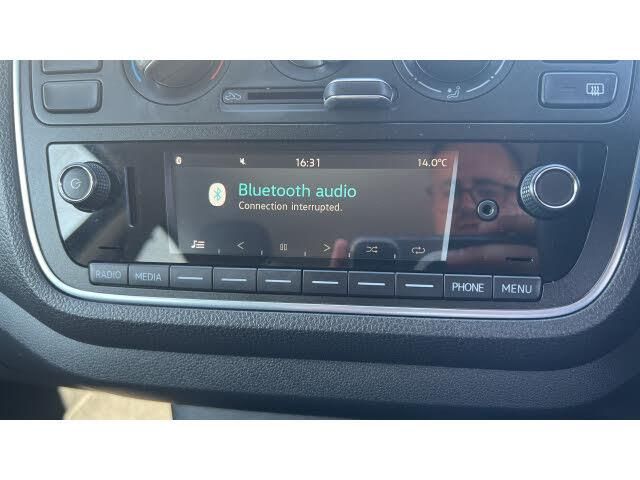 16:31 14.0°C
Bluetooth audio
Connection interrupted.
RADIO MEDIA PHONE MENU